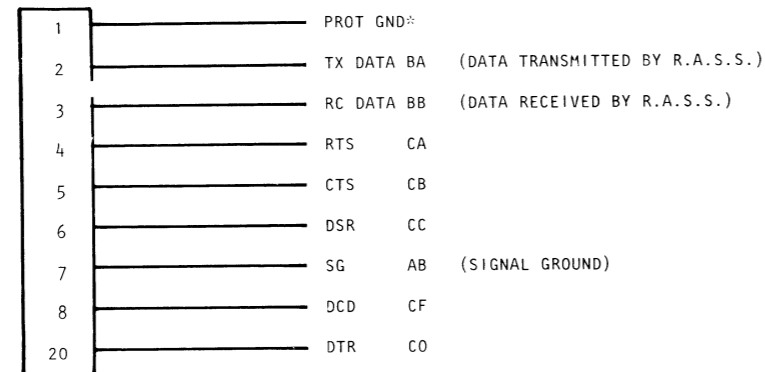 1 PROT GND*
2 TX DATA BA (DATA TRANSMITTED BY R.A.S.S.)
3 RC DATA BB (DATA RECEIVED BY R.A.S.S.)
4 RTS CA
5 CTS CB
6 DSR CC
7 SG AB (SIGNAL GROUND)
8 DCD CF
20 DTR CO